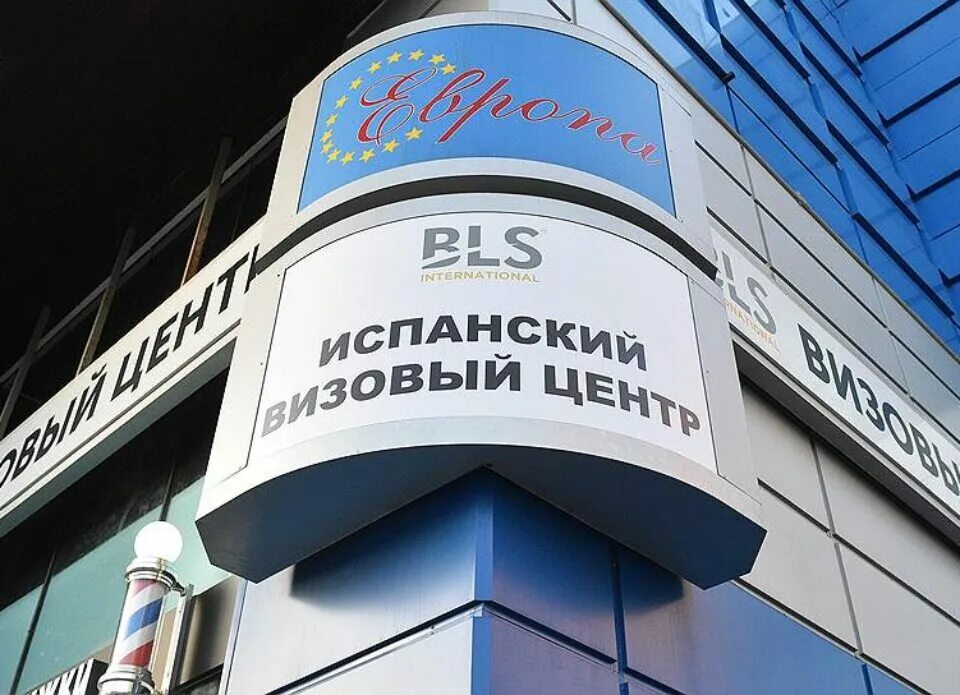 Европа
BLS
INTERNATIONAL
ИСПАНСКИЙ
ВИЗОВЫЙ ЦЕНТР
ОВЫЙ ЦЕНТ
BLS
ВИЗОВЫ